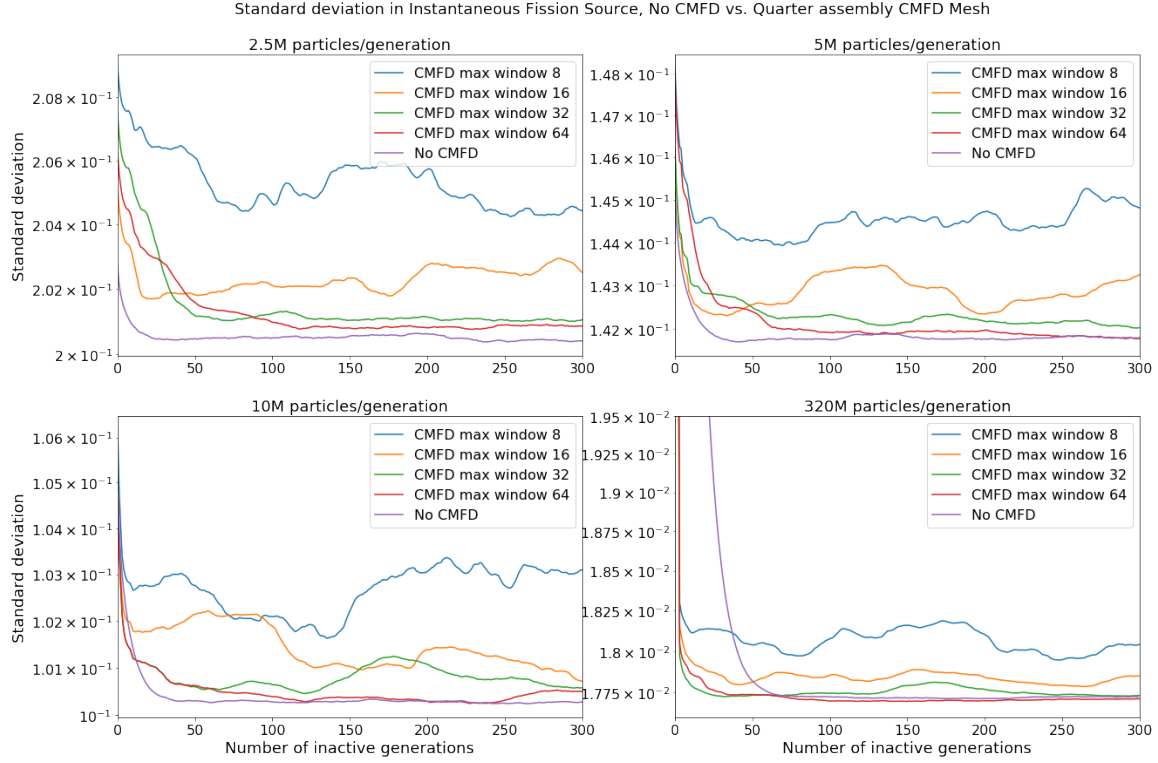 Standard deviation in Instantaneous Fission Source, No CMFD vs. Quarter assembly CMFD Mesh
2.5M particles/generation
CMFD max window 8
CMFD max window 16
CMFD max window 32
CMFD max window 64
No CMFD
2.08 × 10⁻¹
2.06 × 10⁻¹
2.04 × 10⁻¹
2.02 × 10⁻¹
2 × 10⁻¹
Standard deviation
0 50 100 150 200 250 300
5M particles/generation
CMFD max window 8
CMFD max window 16
CMFD max window 32
CMFD max window 64
No CMFD
1.48 × 10⁻¹
1.47 × 10⁻¹
1.46 × 10⁻¹
1.45 × 10⁻¹
1.44 × 10⁻¹
1.43 × 10⁻¹
1.42 × 10⁻¹
0 50 100 150 200 250 300
10M particles/generation
CMFD max window 8
CMFD max window 16
CMFD max window 32
CMFD max window 64
No CMFD
1.06 × 10⁻¹
1.05 × 10⁻¹
1.04 × 10⁻¹
1.03 × 10⁻¹
1.02 × 10⁻¹
1.01 × 10⁻¹
10⁻¹
Standard deviation
0 50 100 150 200 250 300
Number of inactive generations
320M particles/generation
CMFD max window 8
CMFD max window 16
CMFD max window 32
CMFD max window 64
No CMFD
1.95 × 10⁻²
1.925 × 10⁻²
1.9 × 10⁻²
1.875 × 10⁻²
1.85 × 10⁻²
1.825 × 10⁻²
1.8 × 10⁻²
1.775 × 10⁻²
0 50 100 150 200 250 300
Number of inactive generations